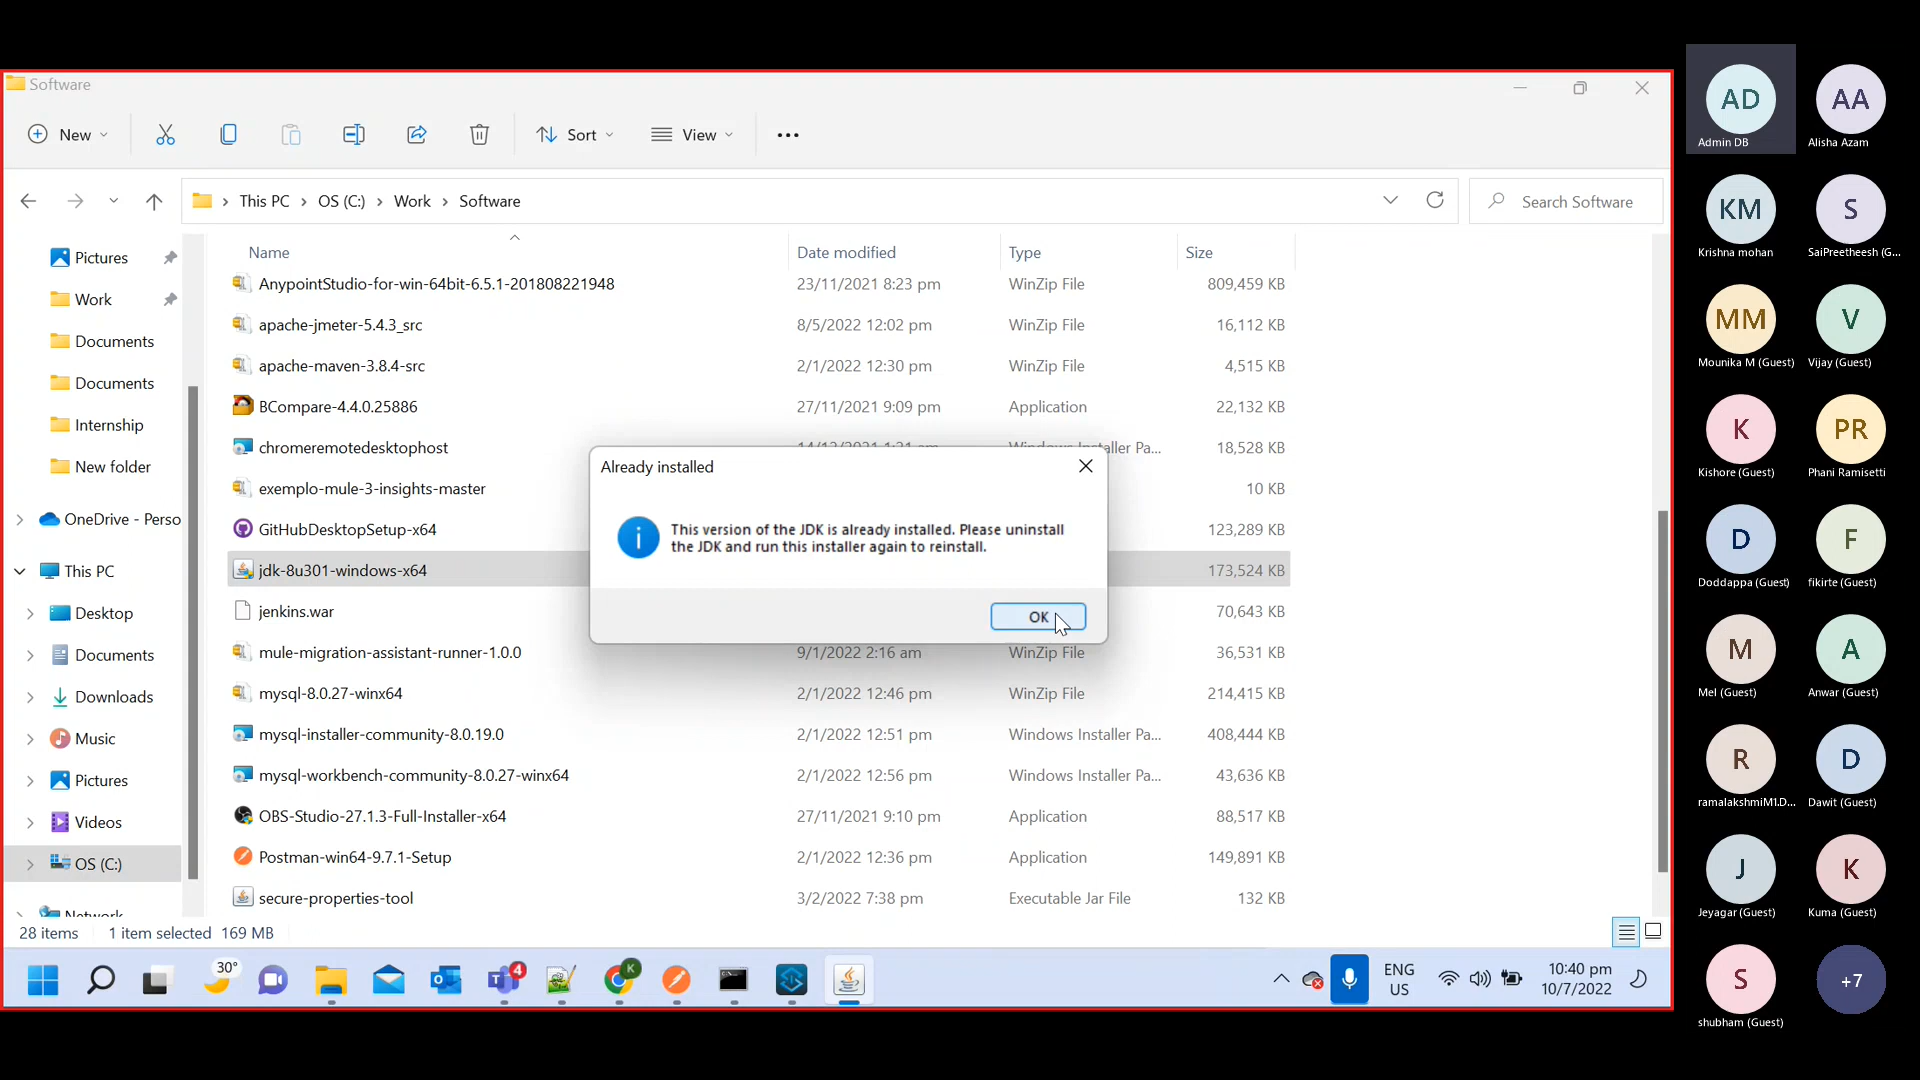 Software
New
Sort
View
This PC
OS (C:)
Work
Software
Search Software
Pictures
Work
Documents
Documents
Internship
New folder
OneDrive - Perso
This PC
Desktop
Documents
Downloads
Music
Pictures
Videos
OS (C:)
Network
Name Date modified Type Size
AnypointStudio-for-win-64bit-6.5.1-201808221948 23/11/2021 8:23 pm WinZip File 809,459 KB
apache-jmeter-5.4.3_src 8/5/2022 12:02 pm WinZip File 16,112 KB
apache-maven-3.8.4-src 2/1/2022 12:30 pm WinZip File 4,515 KB
BCompare-4.4.0.25886 27/11/2021 9:09 pm Application 22,132 KB
chromeremotedesktophost 18,528 KB
exemplo-mule-3-insights-master 10 KB
GitHubDesktopSetup-x64 123,289 KB
jdk-8u301-windows-x64 173,524 KB
jenkins.war 70,643 KB
mule-migration-assistant-runner-1.0.0 9/1/2022 2:16 am WinZip File 36,531 KB
mysql-8.0.27-winx64 2/1/2022 12:46 pm WinZip File 214,415 KB
mysql-installer-community-8.0.19.0 2/1/2022 12:51 pm Windows Installer Pa... 408,444 KB
mysql-workbench-community-8.0.27-winx64 2/1/2022 12:56 pm Windows Installer Pa... 43,636 KB
OBS-Studio-27.1.3-Full-Installer-x64 27/11/2021 9:10 pm Application 88,517 KB
Postman-win64-9.7.1-Setup 2/1/2022 12:36 pm Application 149,891 KB
secure-properties-tool 3/2/2022 7:38 pm Executable Jar File 132 KB
Already installed
This version of the JDK is already installed. Please uninstall
the JDK and run this installer again to reinstall.
OK
28 items 1 item selected 169 MB
30°
4
K
ENG
US
10:40 pm
10/7/2022
AD
Admin DB
AA
Alisha Azam
KM
Krishna mohan
S
SaiPreetheesh (G...
MM
Mounika M (Guest)
V
Vijay (Guest)
K
Kishore (Guest)
PR
Phani Ramisetti
D
Doddappa (Guest)
F
fikirte (Guest)
M
Mel (Guest)
A
Anwar (Guest)
R
ramalakshmiM1.D...
D
Dawit (Guest)
J
Jeyagar (Guest)
K
Kuma (Guest)
S
shubham (Guest)
+7